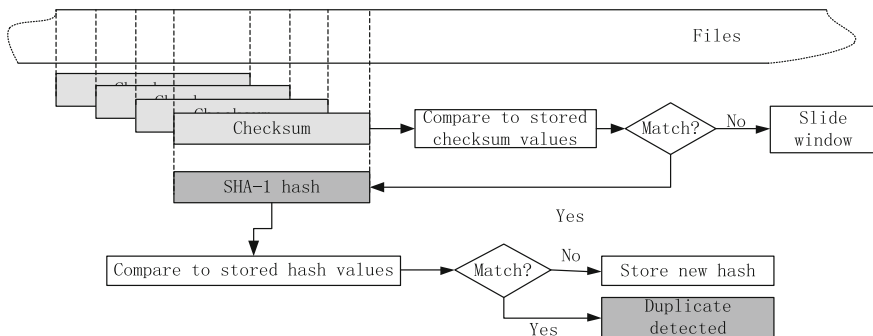 Files
Checksum
Compare to stored
checksum values
Match?
No
Slide
window
SHA-1 hash
Yes
Compare to stored hash values
Match?
No
Store new hash
Yes
Duplicate
detected